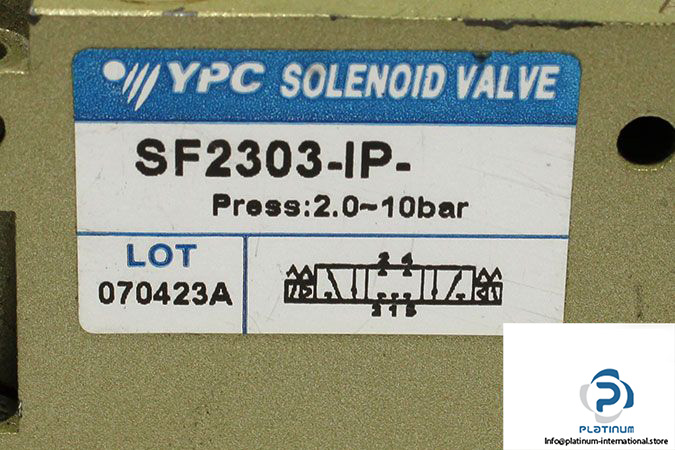 YPC SOLENOID VALVE
SF2303-IP-
Press:2.0~10bar
LOT
070423A
2 4
3 1 5
PLATINUM
Info@platinum-international.store